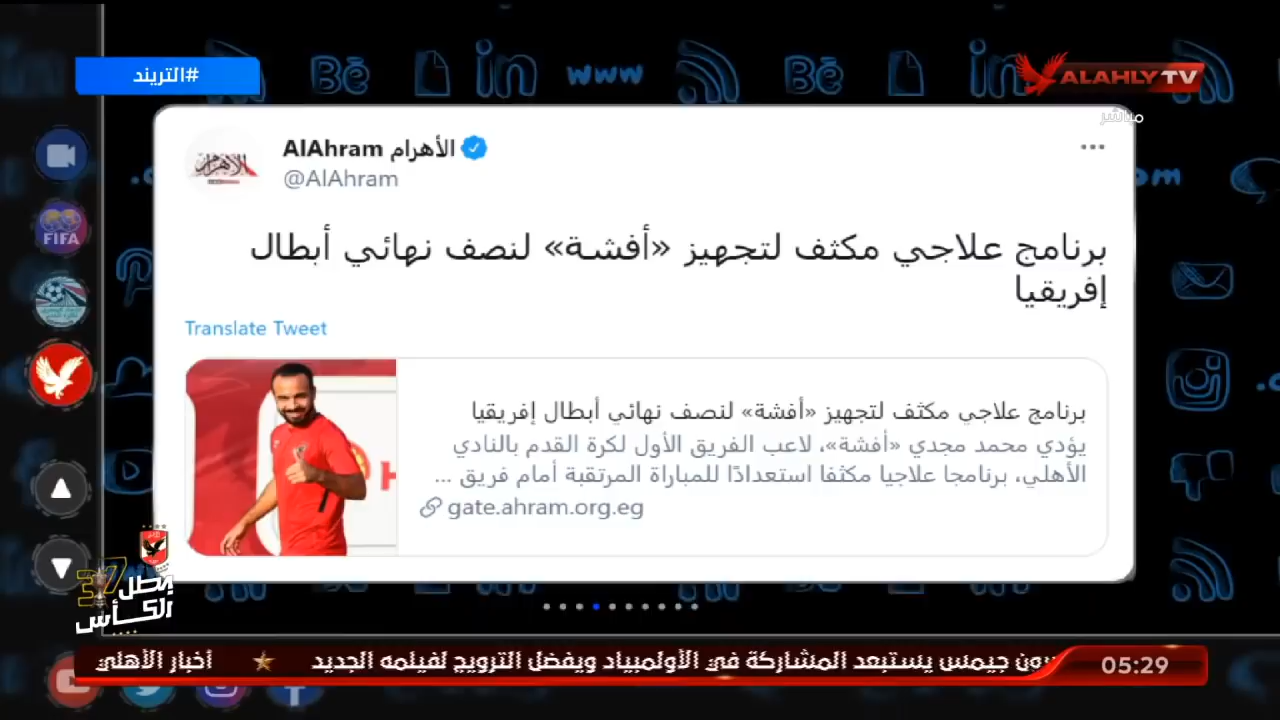 #التريند
ALAHLY TV
مباشر
AlAhram الأهرام
@AlAhram
برنامج علاجي مكثف لتجهيز «أفشة» لنصف نهائي أبطال
إفريقيا
Translate Tweet
برنامج علاجي مكثف لتجهيز «أفشة» لنصف نهائي أبطال إفريقيا
يؤدي محمد مجدي «أفشة»، لاعب الفريق الأول لكرة القدم بالنادي
الأهلي، برنامجا علاجيا مكثفا استعدادًا للمباراة المرتقبة أمام فريق ...
gate.ahram.org.eg
FIFA
بطل 37
الكأس
جيمس يستبعد المشاركة في الأولمبياد ويفضل الترويج لفيلمه الجديد
أخبار الأهلي
05:29